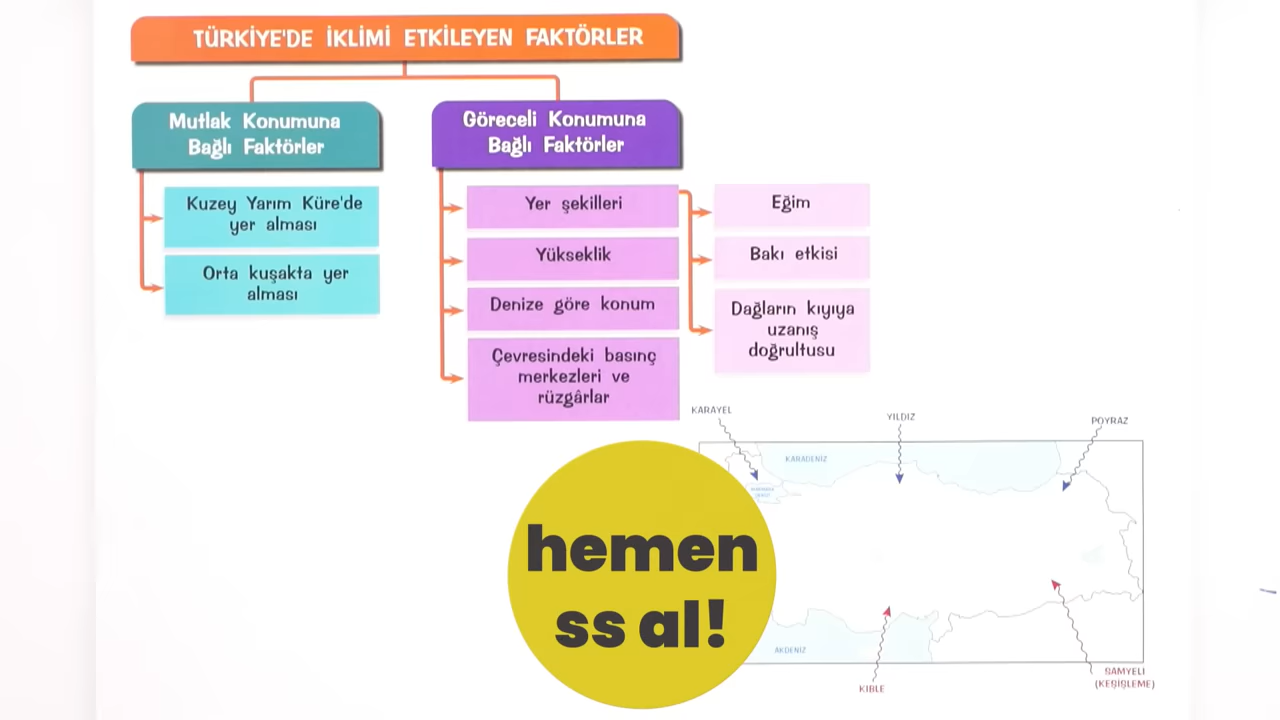 TÜRKİYE'DE İKLİMİ ETKİLEYEN FAKTÖRLER
Mutlak Konumuna
Bağlı Faktörler
Kuzey Yarım Küre'de
yer alması
Orta kuşakta yer
alması
Göreceli Konumuna
Bağlı Faktörler
Yer şekilleri
Yükseklik
Denize göre konum
Çevresindeki basınç
merkezleri ve
rüzgârlar
Eğim
Bakı etkisi
Dağların kıyıya
uzanış
doğrultusu
KARAYEL
YILDIZ
POYRAZ
KARADENİZ
hemen
ss al!
AKDENİZ
KIBLE
SAMYELİ
(KEŞİŞLEME)